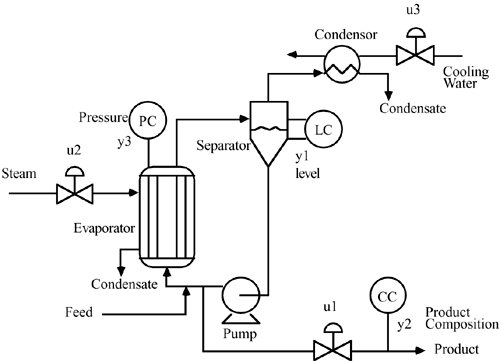 u3
Condensor
Cooling
Water
Condensate
Pressure
PC
y3
u2
Separator
LC
y1
level
Steam
Evaporator
Condensate
Feed
Pump
u1
CC
y2
Product
Composition
Product